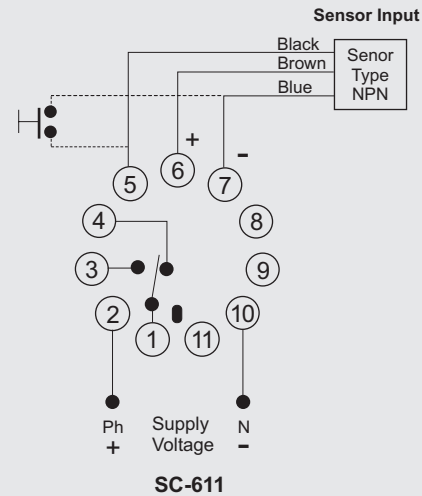 Sensor Input
Black
Brown
Blue
Senor
Type
NPN
+
-
5
6
7
4
8
3
9
2
10
1
11
Ph
+
Supply
Voltage
N
-
SC-611